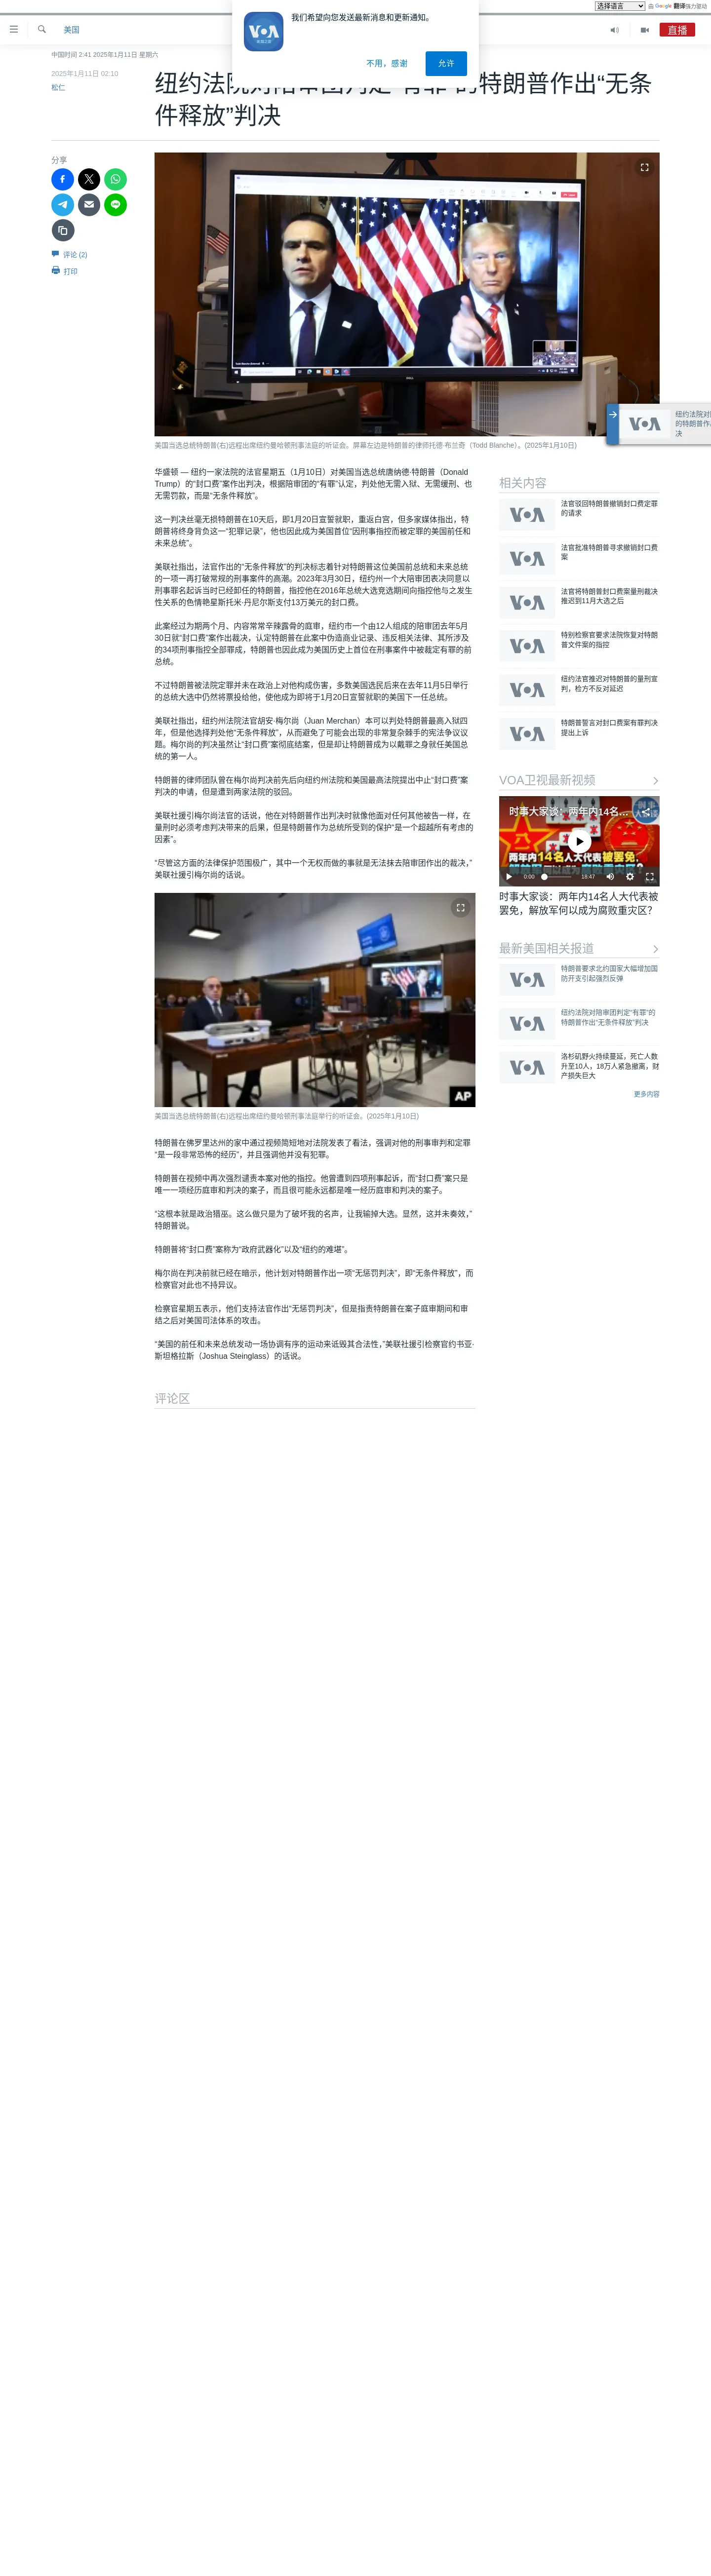 选择语言 由 Google 翻译强力驱动
我们希望向您发送最新消息和更新通知。
不用，感谢
允许
美国
直播
中国时间 2:41 2025年1月11日 星期六
2025年1月11日 02:10
松仁
纽约法院对陪审团判定“有罪”的特朗普作出“无条
件释放”判决
分享
评论 (2)
打印
美国当选总统特朗普(右)远程出席纽约曼哈顿刑事法庭的听证会。屏幕左边是特朗普的律师托德·布兰奇（Todd Blanche）。(2025年1月10日)
纽约法院对
的特朗普作出
决
华盛顿 — 纽约一家法院的法官星期五（1月10日）对美国当选总统唐纳德·特朗普（Donald
Trump）的“封口费”案作出判决，根据陪审团的“有罪”认定，判处他无需入狱、无需缓刑、也
无需罚款，而是“无条件释放”。
这一判决丝毫无损特朗普在10天后，即1月20日宣誓就职，重返白宫，但多家媒体指出，特
朗普将终身背负这一“犯罪记录”，他也因此成为美国首位“因刑事指控而被定罪的美国前任和
未来总统”。
美联社指出，法官作出的“无条件释放”的判决标志着针对特朗普这位美国前总统和未来总统
的一项一再打破常规的刑事案件的高潮。2023年3月30日，纽约州一个大陪审团表决同意以
刑事罪名起诉当时已经卸任的特朗普，指控他在2016年总统大选竞选期间向指控他与之发生
性关系的色情艳星斯托米·丹尼尔斯支付13万美元的封口费。
此案经过为期两个月、内容常常辛辣露骨的庭审，纽约市一个由12人组成的陪审团去年5月
30日就“封口费”案作出裁决，认定特朗普在此案中伪造商业记录、违反相关法律、其所涉及
的34项刑事指控全部罪成，特朗普也因此成为美国历史上首位在刑事案件中被裁定有罪的前
总统。
不过特朗普被法院定罪并未在政治上对他构成伤害，多数美国选民后来在去年11月5日举行
的总统大选中仍然将票投给他，使他成为即将于1月20日宣誓就职的美国下一任总统。
美联社指出，纽约州法院法官胡安·梅尔尚（Juan Merchan）本可以判处特朗普最高入狱四
年，但是他选择判处他“无条件释放”，从而避免了可能会出现的非常复杂棘手的宪法争议议
题。梅尔尚的判决虽然让“封口费”案彻底结案，但是却让特朗普成为以戴罪之身就任美国总
统的第一人。
特朗普的律师团队曾在梅尔尚判决前先后向纽约州法院和美国最高法院提出中止“封口费”案
判决的申请，但是遭到两家法院的驳回。
美联社援引梅尔尚法官的话说，他在对特朗普作出判决时就像他面对任何其他被告一样，在
量刑时必须考虑判决带来的后果，但是特朗普作为总统所受到的保护“是一个超越所有考虑的
因素”。
“尽管这方面的法律保护范围极广，其中一个无权而做的事就是无法抹去陪审团作出的裁决，”
美联社援引梅尔尚的话说。
AP
美国当选总统特朗普(右)远程出席纽约曼哈顿刑事法庭举行的听证会。(2025年1月10日)
特朗普在佛罗里达州的家中通过视频简短地对法院发表了看法，强调对他的刑事审判和定罪
“是一段非常恐怖的经历”，并且强调他并没有犯罪。
特朗普在视频中再次强烈谴责本案对他的指控。他曾遭到四项刑事起诉，而“封口费”案只是
唯一一项经历庭审和判决的案子，而且很可能永远都是唯一经历庭审和判决的案子。
“这根本就是政治猎巫。这么做只是为了破坏我的名声，让我输掉大选。显然，这并未奏效，”
特朗普说。
特朗普将“封口费”案称为“政府武器化”以及“纽约的难堪”。
梅尔尚在判决前就已经在暗示，他计划对特朗普作出一项“无惩罚判决”，即“无条件释放”，而
检察官对此也不持异议。
检察官星期五表示，他们支持法官作出“无惩罚判决”，但是指责特朗普在案子庭审期间和审
结之后对美国司法体系的攻击。
“美国的前任和未来总统发动一场协调有序的运动来诋毁其合法性，”美联社援引检察官约书亚·
斯坦格拉斯（Joshua Steinglass）的话说。
评论区
相关内容
VOA
法官驳回特朗普撤销封口费定罪
的请求
VOA
法官批准特朗普寻求撤销封口费
案
VOA
法官将特朗普封口费案量刑裁决
推迟到11月大选之后
VOA
特别检察官要求法院恢复对特朗
普文件案的指控
VOA
纽约法官推迟对特朗普的量刑宣
判，检方不反对延迟
VOA
特朗普誓言对封口费案有罪判决
提出上诉
VOA卫视最新视频
时事大家谈：两年内14名...
两年内14名人大代表被罢免，
0:00
18:47
时事大家谈：两年内14名人大代表被
罢免，解放军何以成为腐败重灾区？
最新美国相关报道
VOA
特朗普要求北约国家大幅增加国
防开支引起强烈反弹
VOA
纽约法院对陪审团判定“有罪”的
特朗普作出“无条件释放”判决
VOA
洛杉矶野火持续蔓延，死亡人数
升至10人，18万人紧急撤离，财
产损失巨大
更多内容